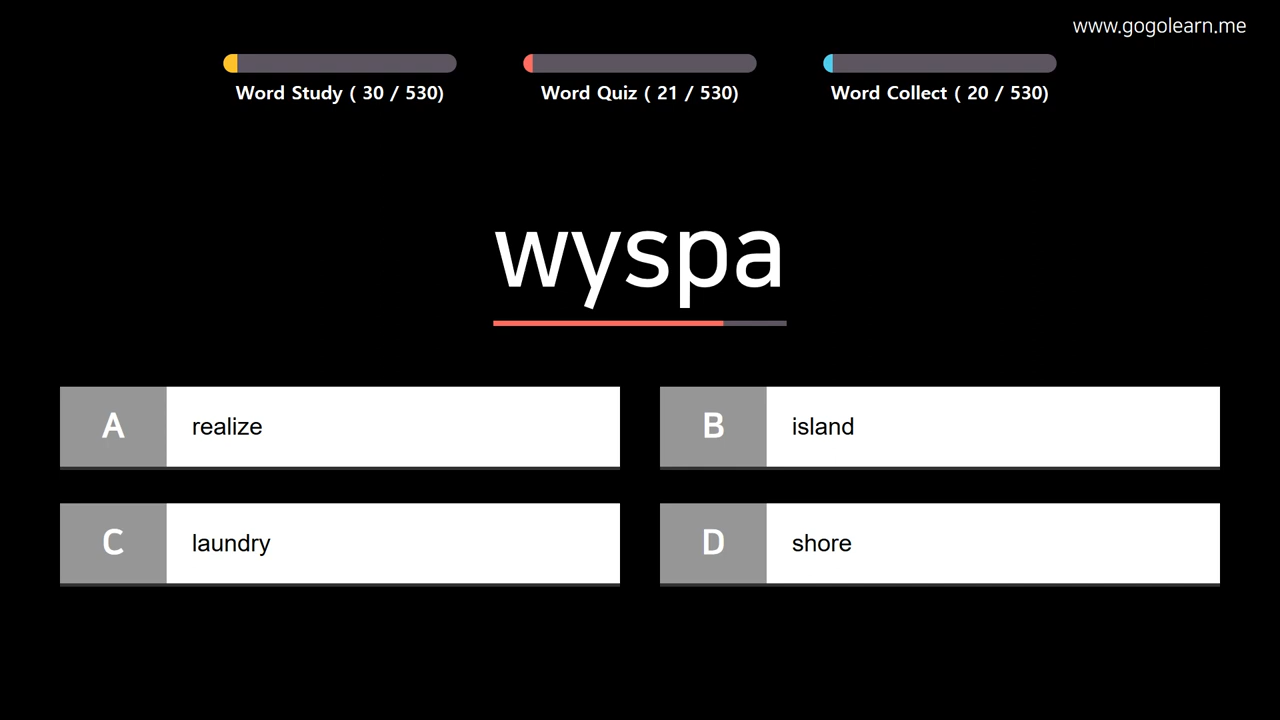 www.gogolearn.me
Word Study ( 30 / 530)
Word Quiz ( 21 / 530)
Word Collect ( 20 / 530)
wyspa
A realize
B island
C laundry
D shore